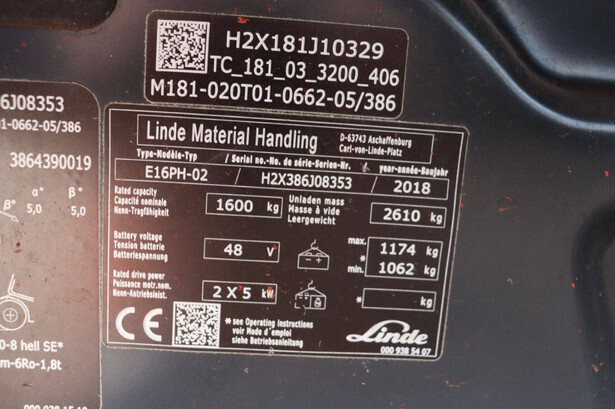 H2X181J10329
TC_181_03_3200_406
M181-020T01-0662-05/386
6J08353
01-0662-05/386
3864390019
α° β° β°
5,0 5,0 5,0
0-8 hell SE*
m-6Ro-1,8t
Linde Material Handling
D-63743 Aschaffenburg
Carl-von-Linde-Platz
Type-Modèle-Typ / Serial no.-No. de série-Serien-Nr. year-année-Baujahr
E16PH-02 / H2X386J08353 / 2018
Rated capacity
Capacité nominale
Nenn-Tragfähigkeit
1600 kg
Unladen mass
Masse à vide
Leergewicht
2610 kg
Battery voltage
Tension batterie
Batteriespannung
48 V
max. 1174 kg
*
min. 1062 kg
Rated drive power
Puissance motr.nom.
Nenn-Antriebsleist.
2 X 5 kW
* kg
CE
* see Operating instructions
voir Mode d'emploi
siehe Betriebsanleitung
Linde
000 938 54 07